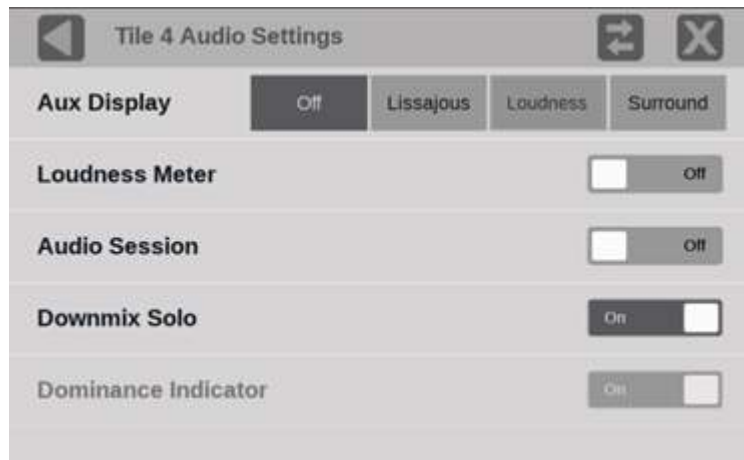 Tile 4 Audio Settings
Aux Display Off Lissajous Loudness Surround
Loudness Meter Off
Audio Session Off
Downmix Solo On
Dominance Indicator On